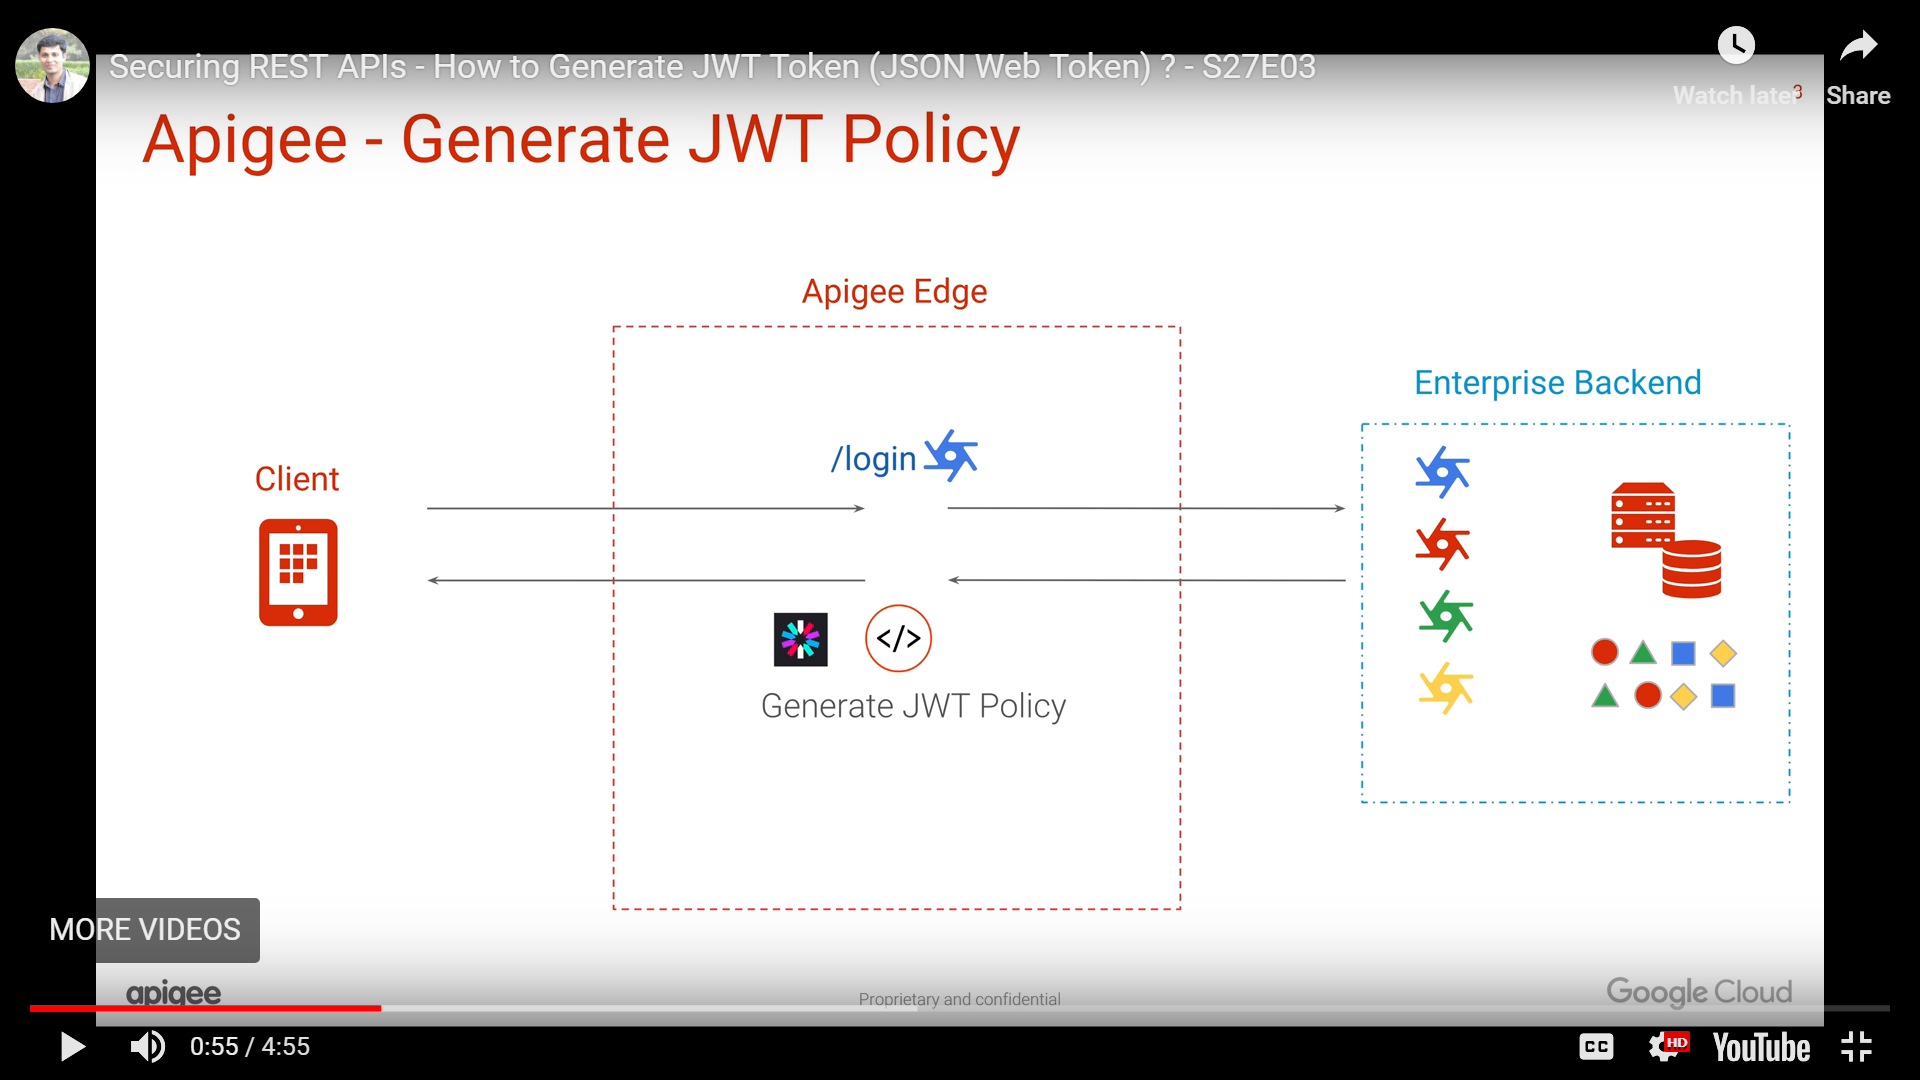 Securing REST APIs - How to Generate JWT Token (JSON Web Token) ? - S27E03
Watch later
3
Share
Apigee - Generate JWT Policy
Apigee Edge
Enterprise Backend
/login
Client
</>
Generate JWT Policy
MORE VIDEOS
apigee
Proprietary and confidential
Google Cloud
0:55 / 4:55
CC
HD
YouTube